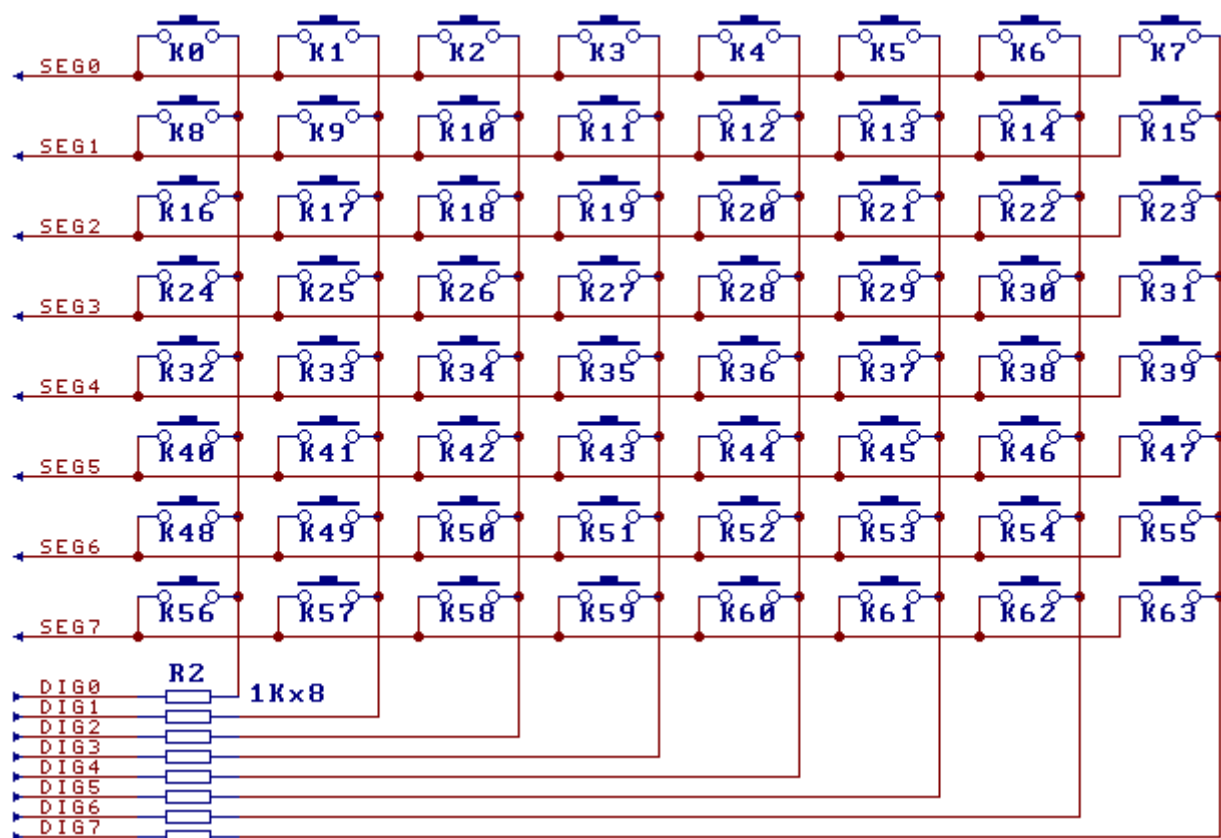 K0 K1 K2 K3 K4 K5 K6 K7
SEG0
K8 K9 K10 K11 K12 K13 K14 K15
SEG1
K16 K17 K18 K19 K20 K21 K22 K23
SEG2
K24 K25 K26 K27 K28 K29 K30 K31
SEG3
K32 K33 K34 K35 K36 K37 K38 K39
SEG4
K40 K41 K42 K43 K44 K45 K46 K47
SEG5
K48 K49 K50 K51 K52 K53 K54 K55
SEG6
K56 K57 K58 K59 K60 K61 K62 K63
SEG7
R2
DIG0 1Kx8
DIG1
DIG2
DIG3
DIG4
DIG5
DIG6
DIG7